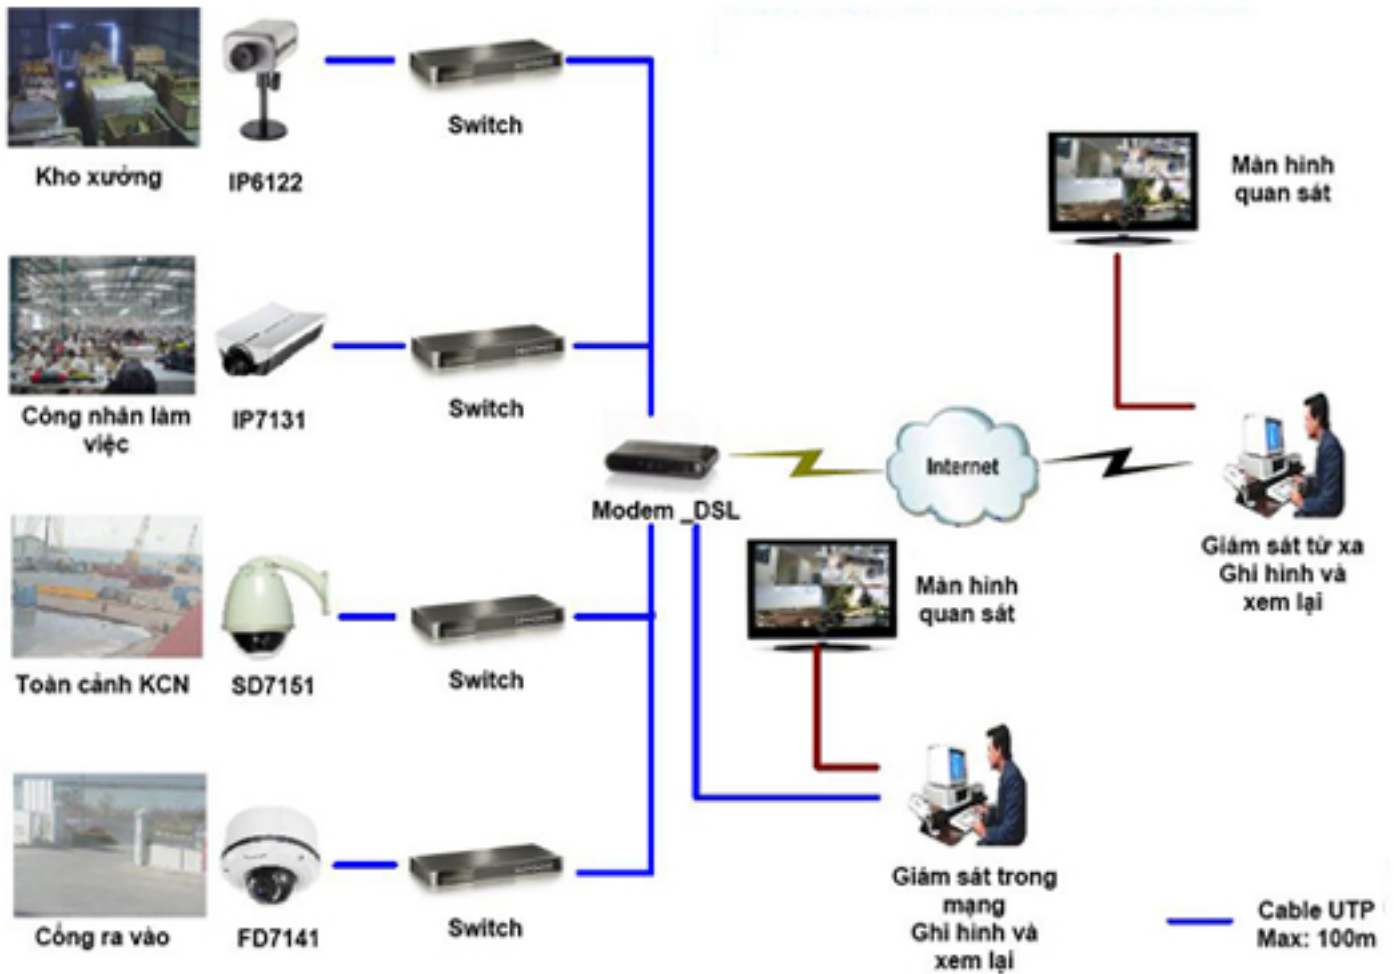 Switch
Kho xưởng
IP6122
Màn hình
quan sát
Công nhân làm
việc
IP7131
Switch
Internet
Modem _DSL
Giám sát từ xa
Ghi hình và
xem lại
Màn hình
quan sát
Toàn cảnh KCN
SD7151
Switch
Giám sát trong
mạng
Ghi hình và
xem lại
Cổng ra vào
FD7141
Switch
Cable UTP
Max: 100m